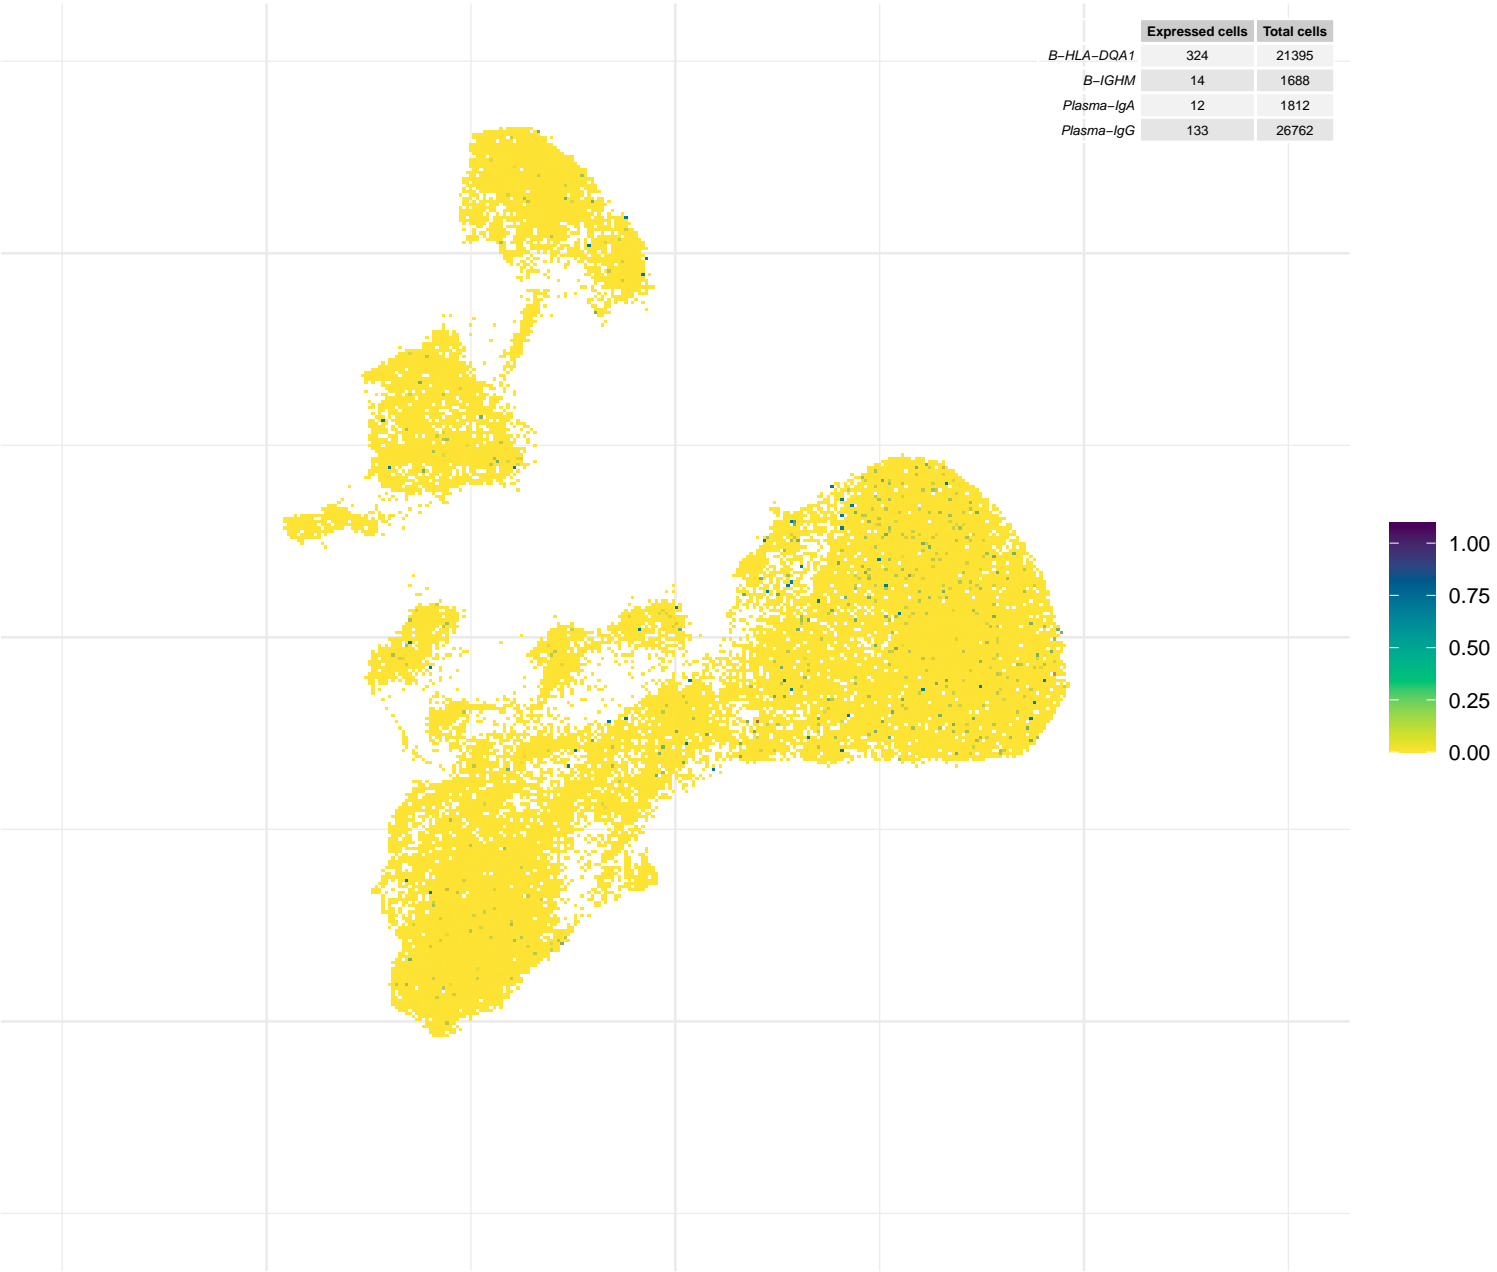 Expressed cells Total cells
B−HLA−DQA1 324 21395
B−IGHM 14 1688
Plasma−IgA 12 1812
Plasma−IgG 133 26762
1.00
0.75
0.50
0.25
0.00